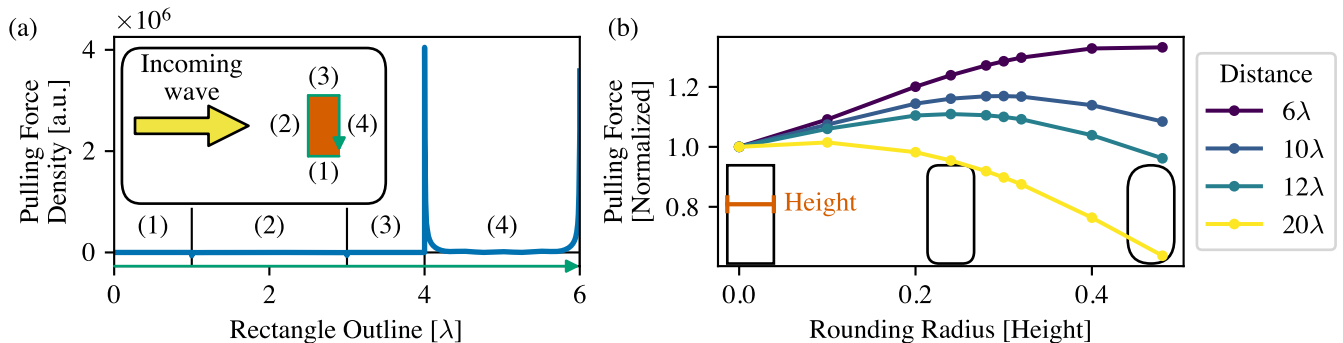 (a)
×10⁶
Pulling Force
Density [a.u.]
4
2
0
Incoming
wave
(3)
(2)
(4)
(1)
(1)
(2)
(3)
(4)
0
2
4
6
Rectangle Outline [λ]
(b)
Pulling Force
[Normalized]
1.2
1.0
0.8
Height
0.0
0.2
0.4
Rounding Radius [Height]
Distance
6λ
10λ
12λ
20λ